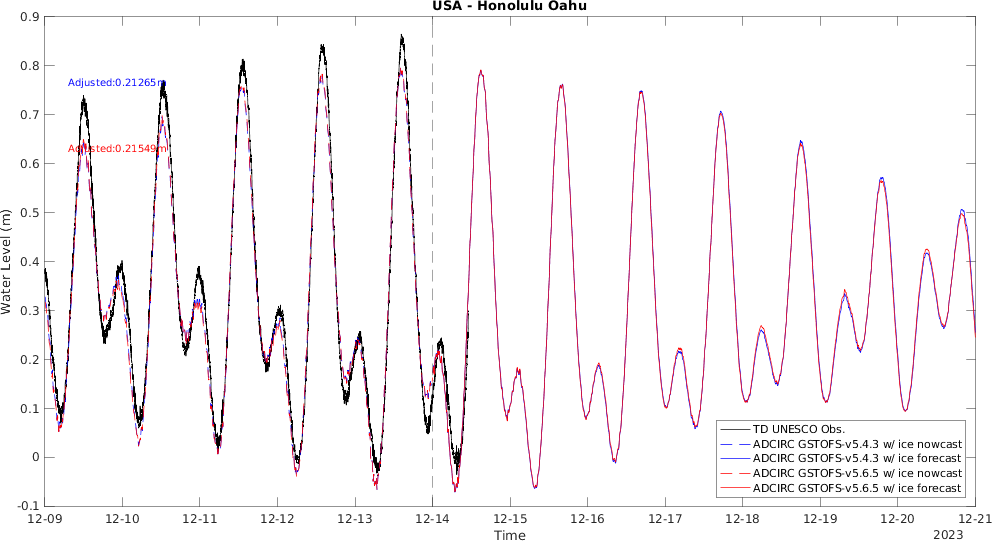 USA - Honolulu Oahu
0.9
0.8
0.7
0.6
0.5
0.4
0.3
0.2
0.1
0
-0.1
Water Level (m)
Adjusted:0.21265m
Adjusted:0.21549m
TD UNESCO Obs.
ADCIRC GSTOFS-v5.4.3 w/ ice nowcast
ADCIRC GSTOFS-v5.4.3 w/ ice forecast
ADCIRC GSTOFS-v5.6.5 w/ ice nowcast
ADCIRC GSTOFS-v5.6.5 w/ ice forecast
12-09 12-10 12-11 12-12 12-13 12-14 12-15 12-16 12-17 12-18 12-19 12-20 12-21
Time
2023